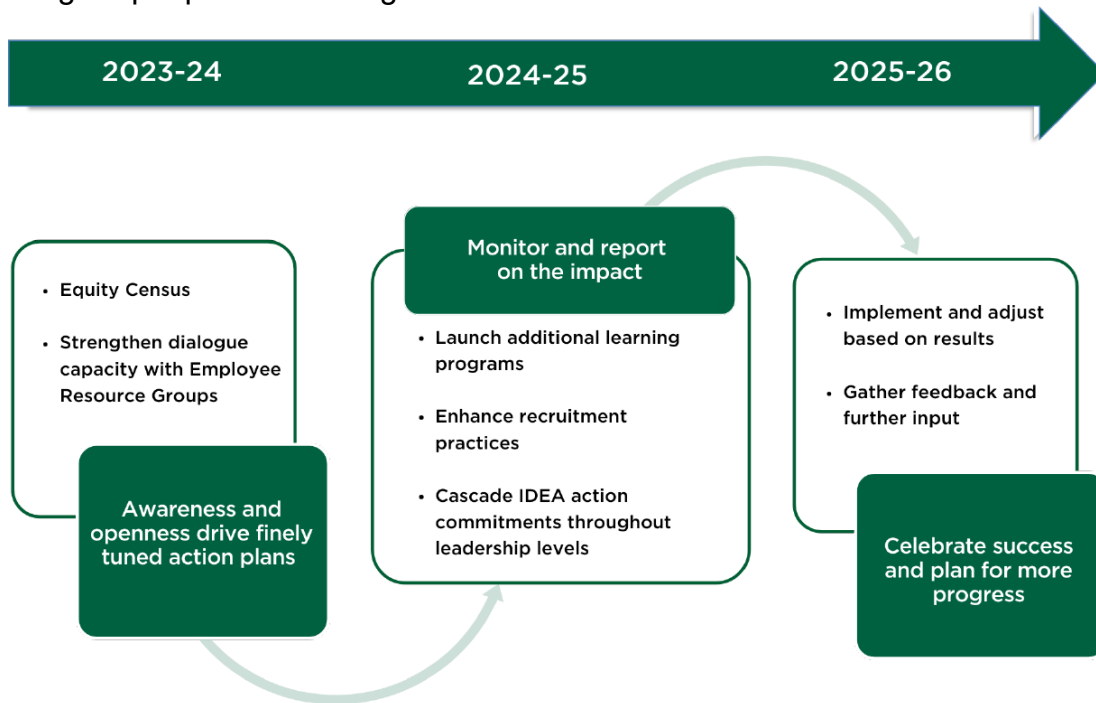 2023-24
2024-25
2025-26
• Equity Census
• Strengthen dialogue
capacity with Employee
Resource Groups
Awareness and
openness drive finely
tuned action plans
Monitor and report
on the impact
• Launch additional learning
programs
• Enhance recruitment
practices
• Cascade IDEA action
commitments throughout
leadership levels
• Implement and adjust
based on results
• Gather feedback and
further input
Celebrate success
and plan for more
progress